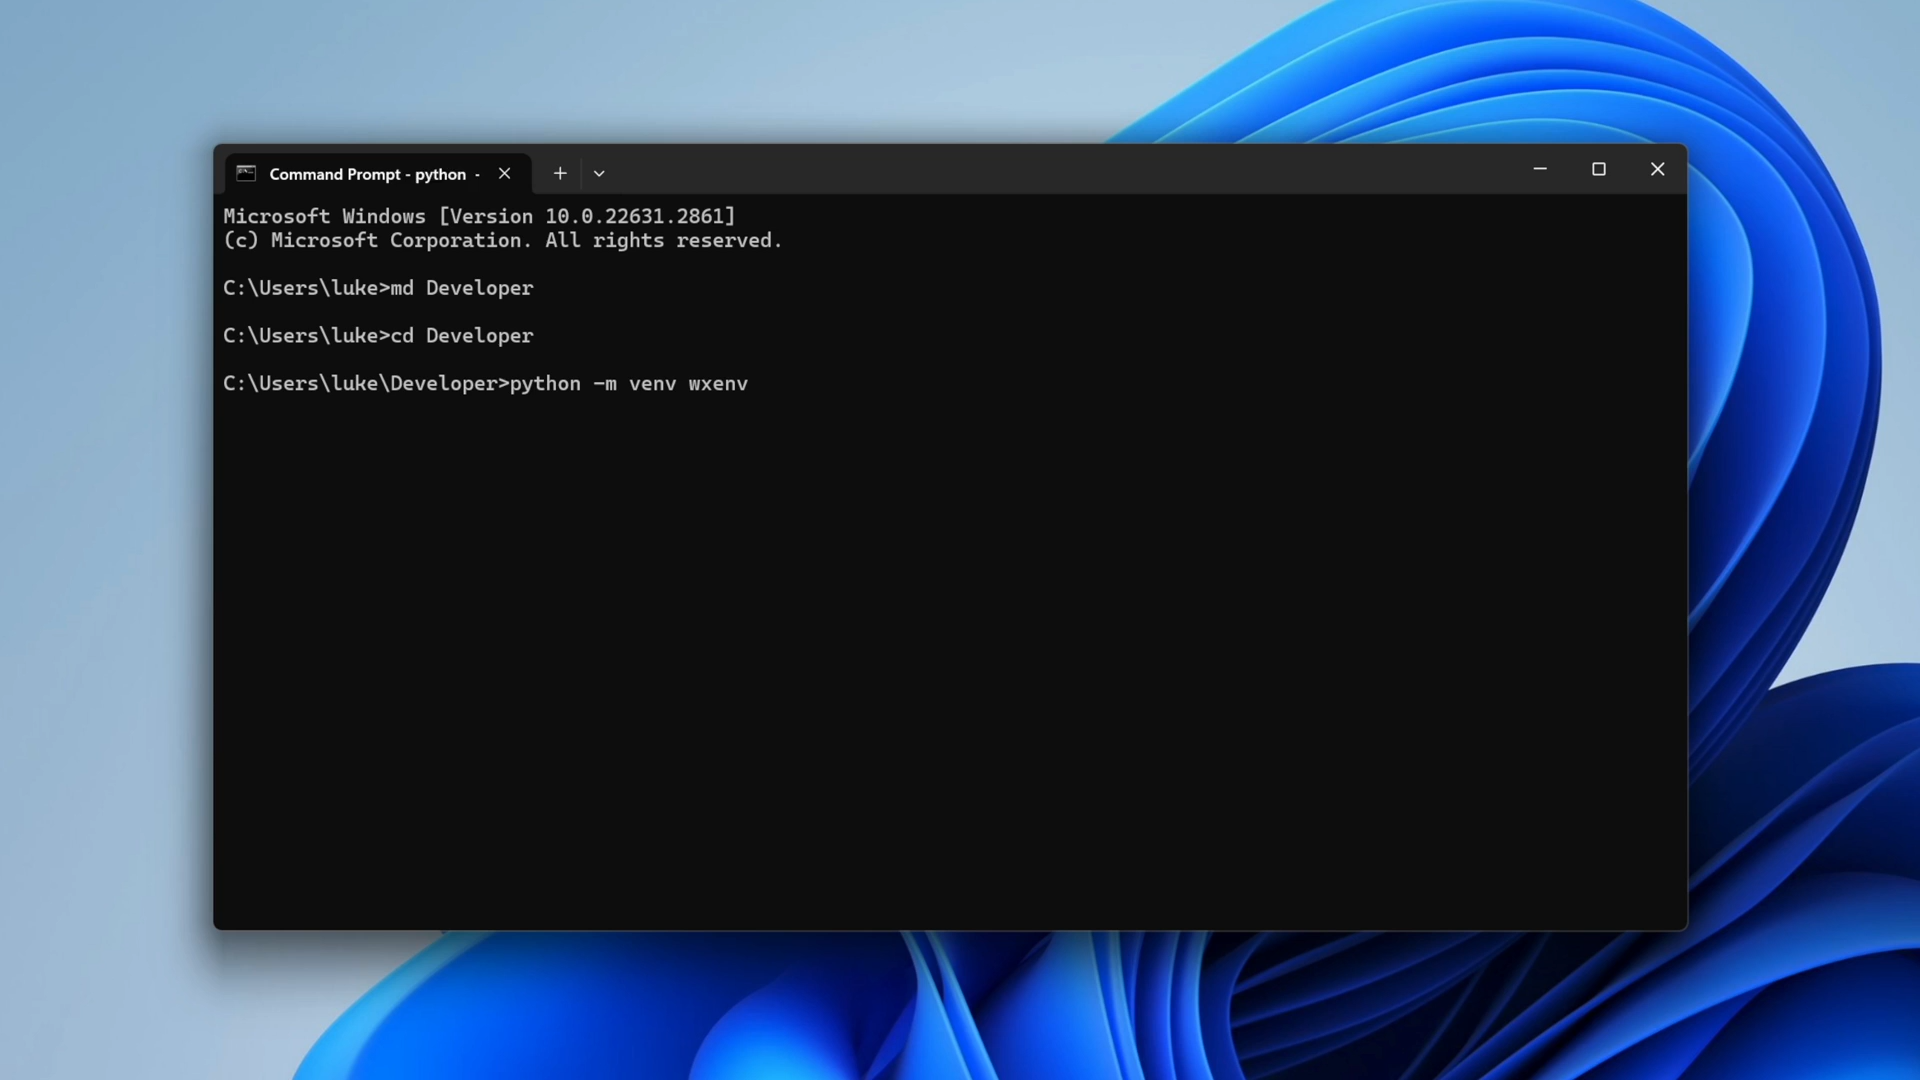 Command Prompt - python -
Microsoft Windows [Version 10.0.22631.2861]
(c) Microsoft Corporation. All rights reserved.
C:\Users\luke>md Developer
C:\Users\luke>cd Developer
C:\Users\luke\Developer>python -m venv wxenv